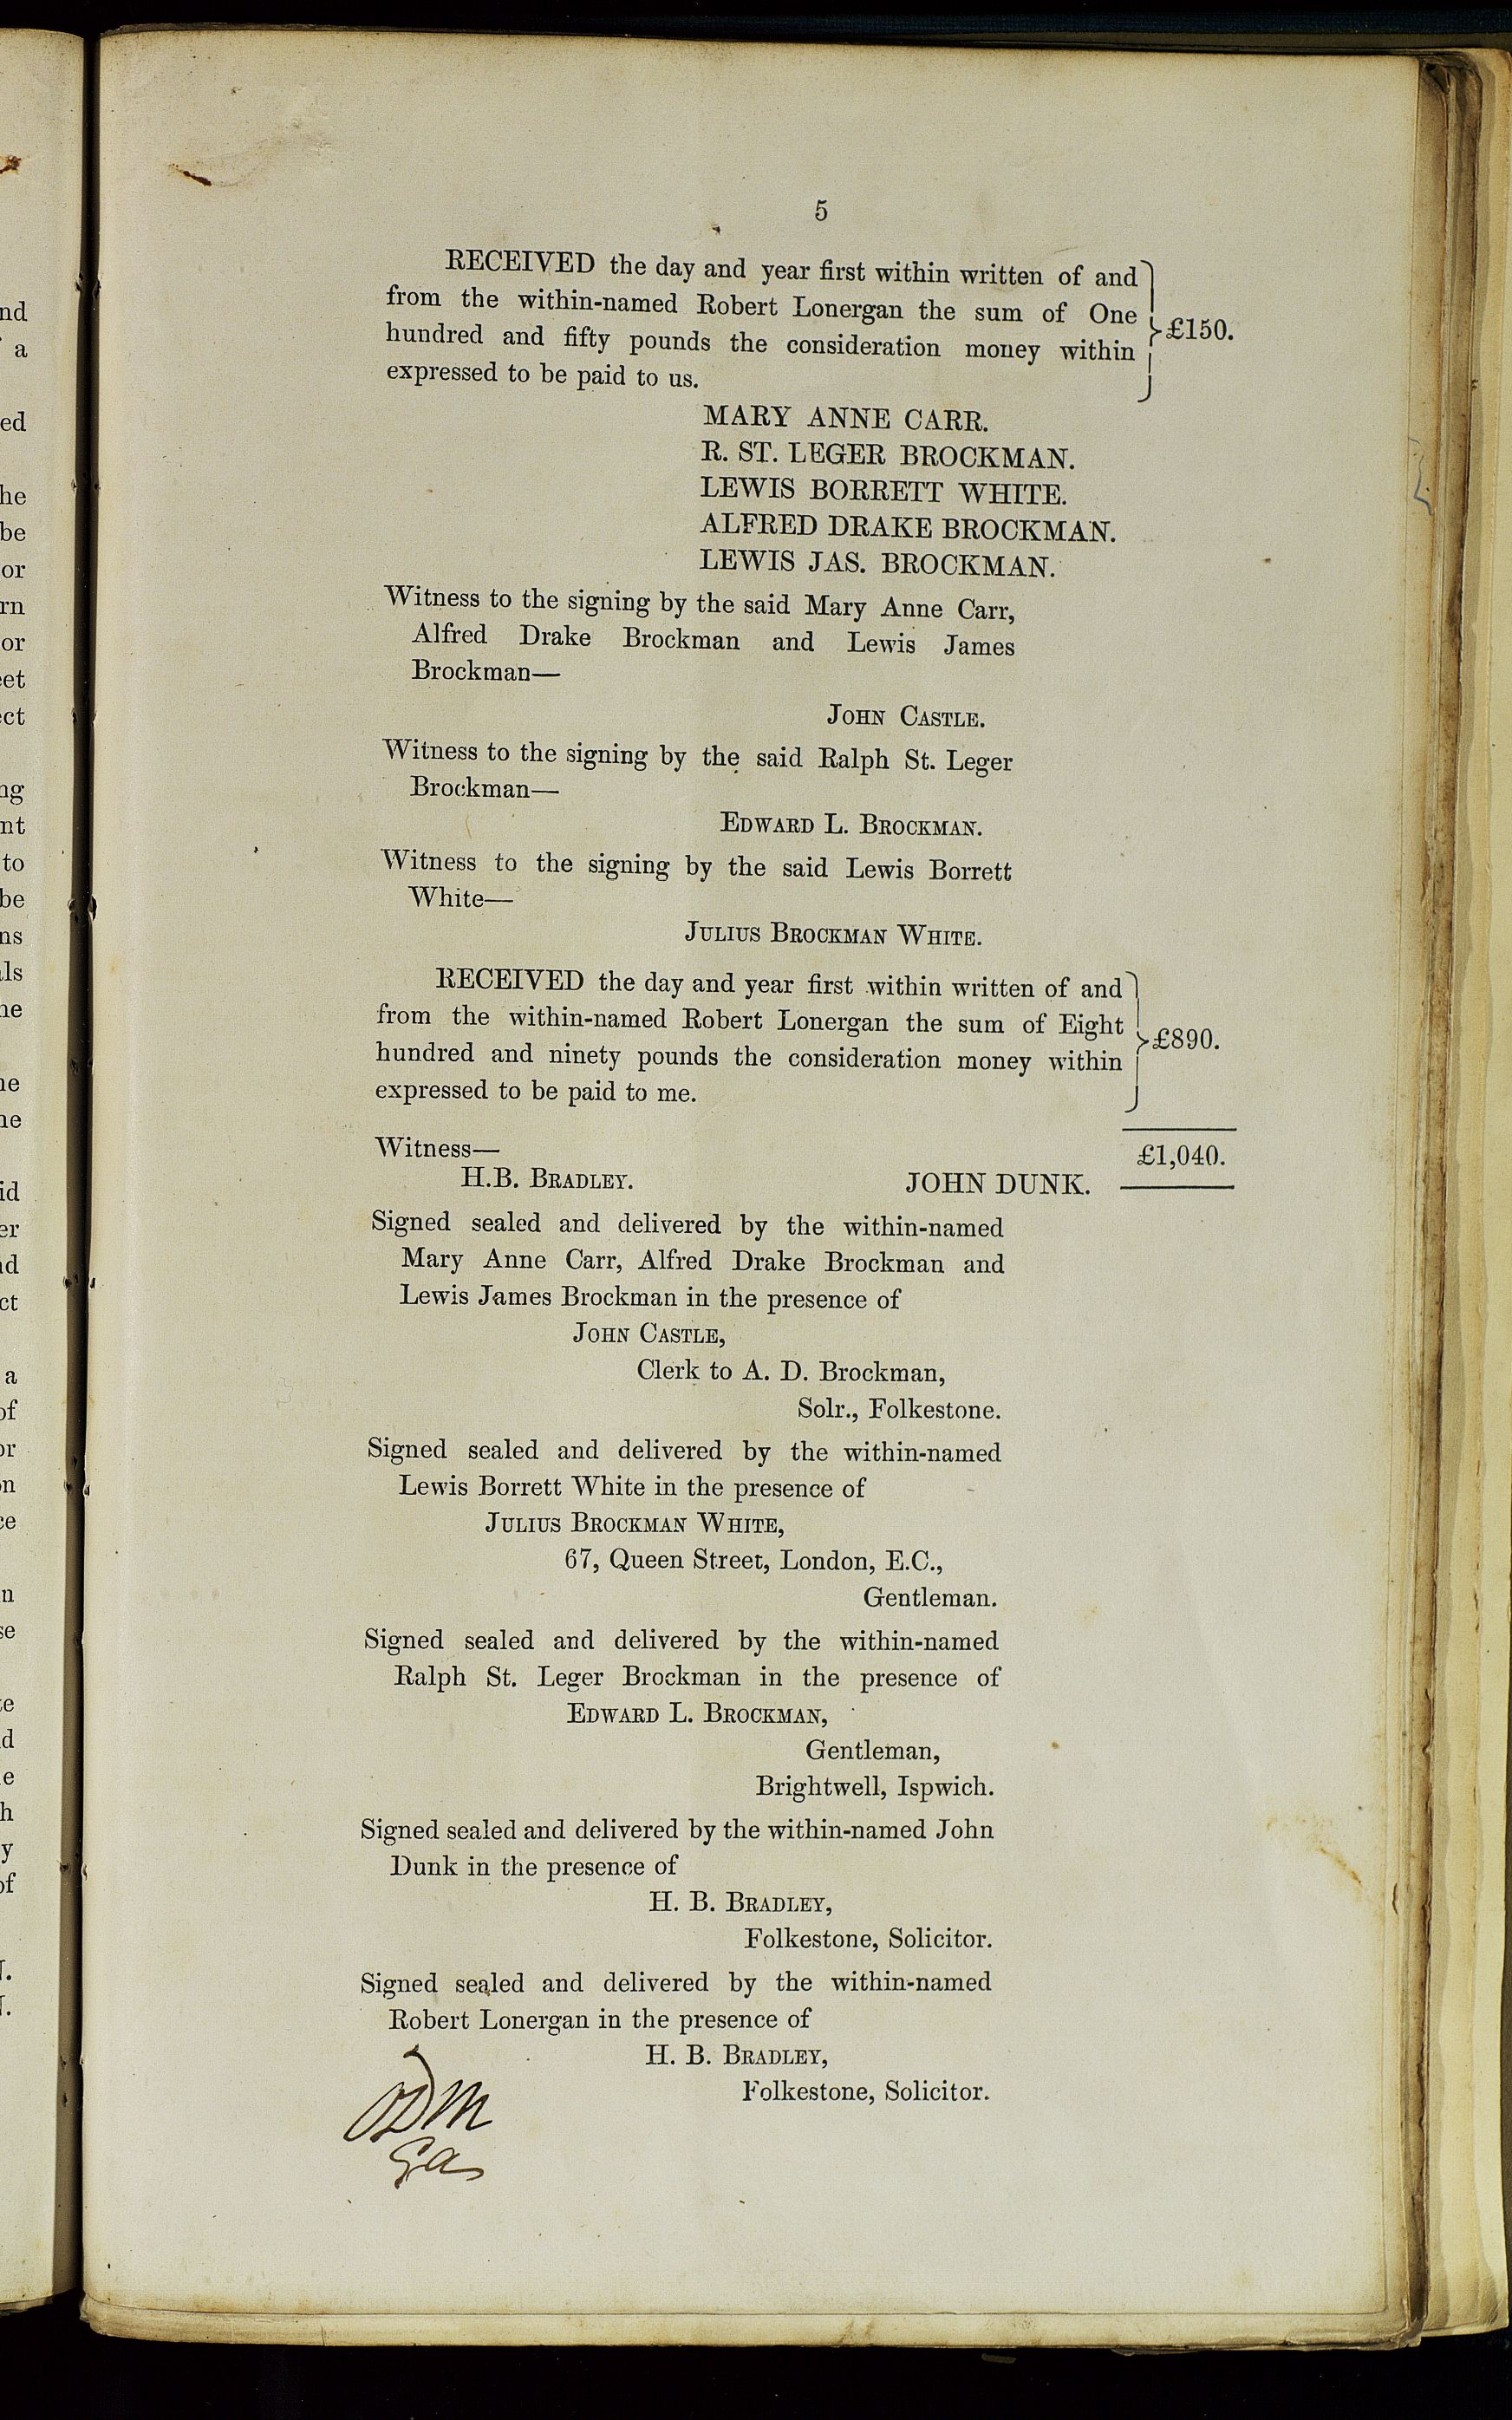 5
RECEIVED the day and year first within written of and
from the within-named Robert Lonergan the sum of One
hundred and fifty pounds the consideration money within
expressed to be paid to us.
£150.
MARY ANNE CARR.
R. ST. LEGER BROCKMAN.
LEWIS BORRETT WHITE.
ALFRED DRAKE BROCKMAN.
LEWIS JAS. BROCKMAN.
Witness to the signing by the said Mary Anne Carr,
Alfred Drake Brockman and Lewis James
Brockman—
JOHN CASTLE.
Witness to the signing by the said Ralph St. Leger
Brockman—
EDWARD L. BROCKMAN.
Witness to the signing by the said Lewis Borrett
White—
JULIUS BROCKMAN WHITE.
RECEIVED the day and year first within written of and
from the within-named Robert Lonergan the sum of Eight
hundred and ninety pounds the consideration money within
expressed to be paid to me.
£890.
£1,040.
Witness—
H.B. BRADLEY. JOHN DUNK.
Signed sealed and delivered by the within-named
Mary Anne Carr, Alfred Drake Brockman and
Lewis James Brockman in the presence of
JOHN CASTLE,
Clerk to A. D. Brockman,
Solr., Folkestone.
Signed sealed and delivered by the within-named
Lewis Borrett White in the presence of
JULIUS BROCKMAN WHITE,
67, Queen Street, London, E.C.,
Gentleman.
Signed sealed and delivered by the within-named
Ralph St. Leger Brockman in the presence of
EDWARD L. BROCKMAN,
Gentleman,
Brightwell, Ispwich.
Signed sealed and delivered by the within-named John
Dunk in the presence of
H. B. BRADLEY,
Folkestone, Solicitor.
Signed sealed and delivered by the within-named
Robert Lonergan in the presence of
H. B. BRADLEY,
Folkestone, Solicitor.